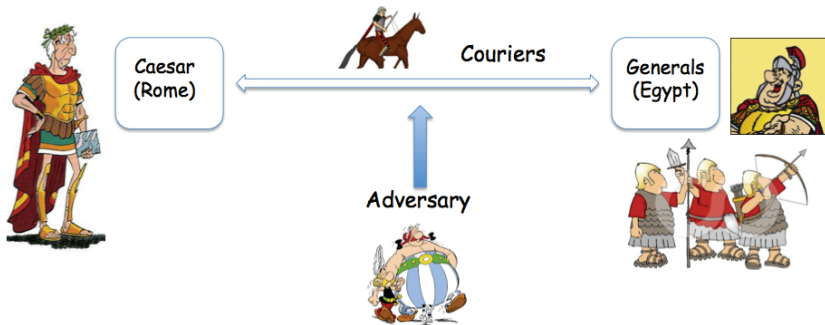 Caesar
(Rome)
Couriers
Generals
(Egypt)
Adversary